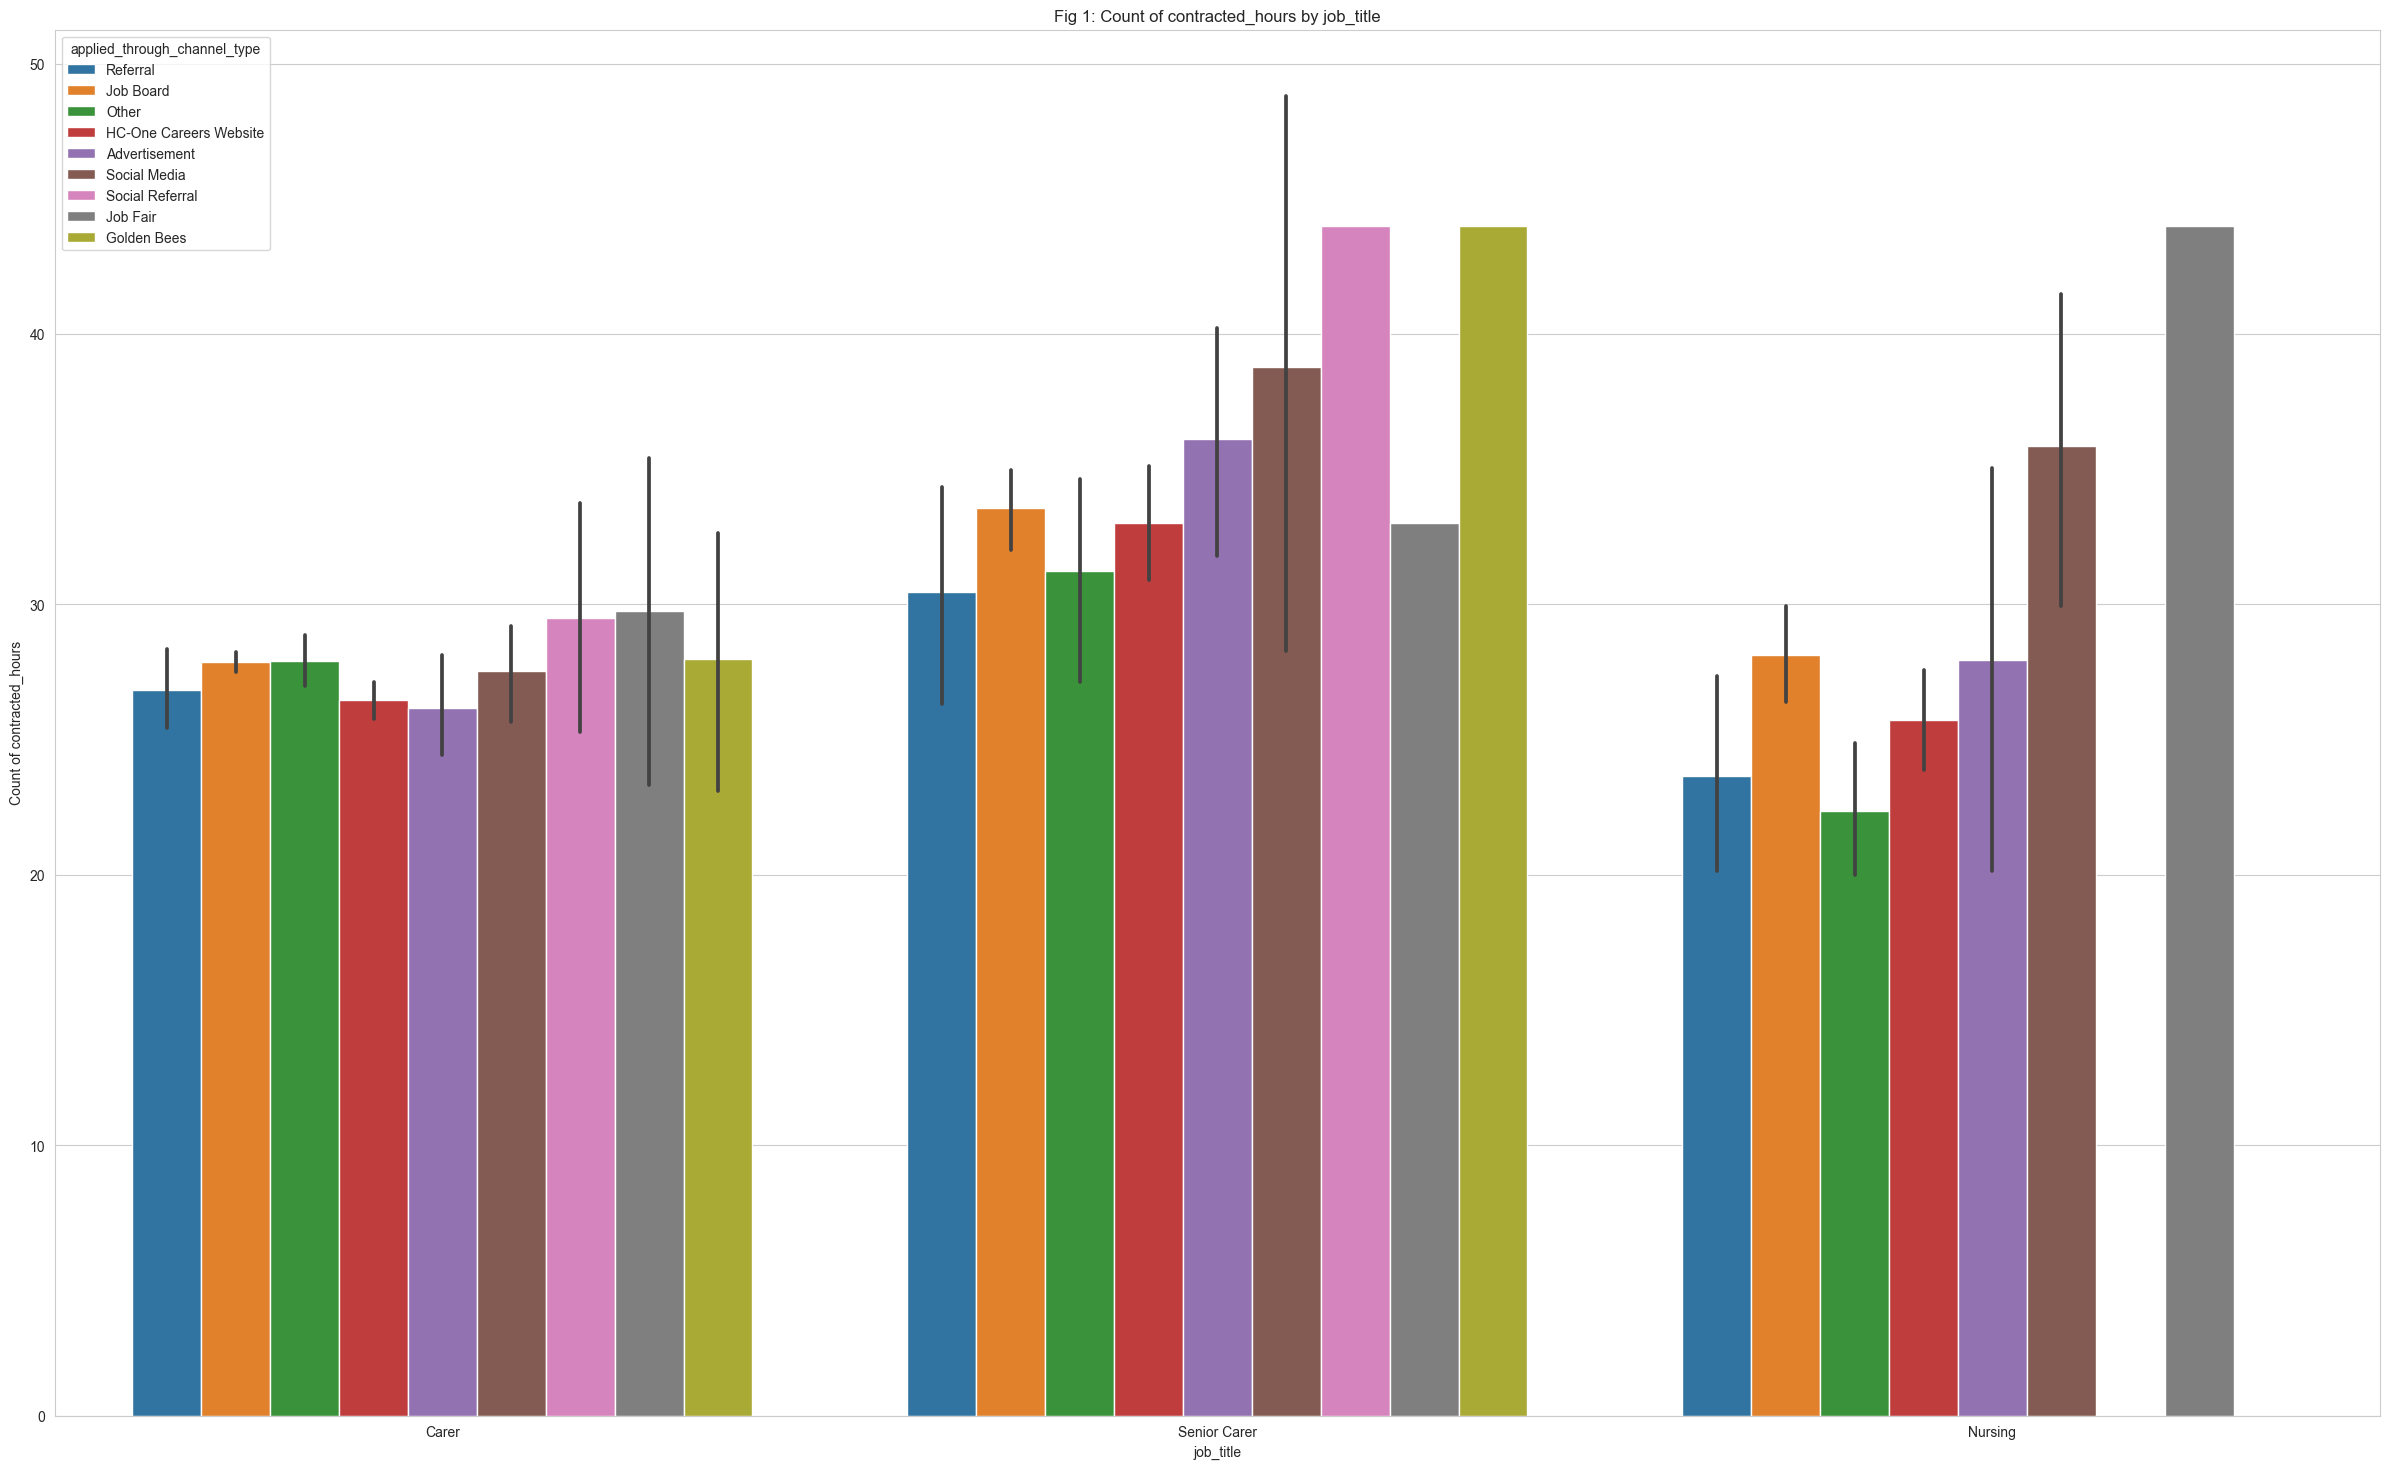 Fig 1: Count of contracted_hours by job_title
applied_through_channel_type
Referral
Job Board
Other
HC-One Careers Website
Advertisement
Social Media
Social Referral
Job Fair
Golden Bees
Count of contracted_hours
50
40
30
20
10
0
Carer
Senior Carer
Nursing
job_title